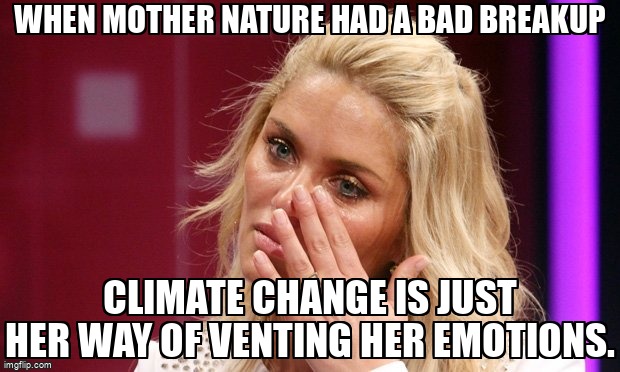 WHEN MOTHER NATURE HAD A BAD BREAKUP
CLIMATE CHANGE IS JUST
HER WAY OF VENTING HER EMOTIONS.
imgflip.com